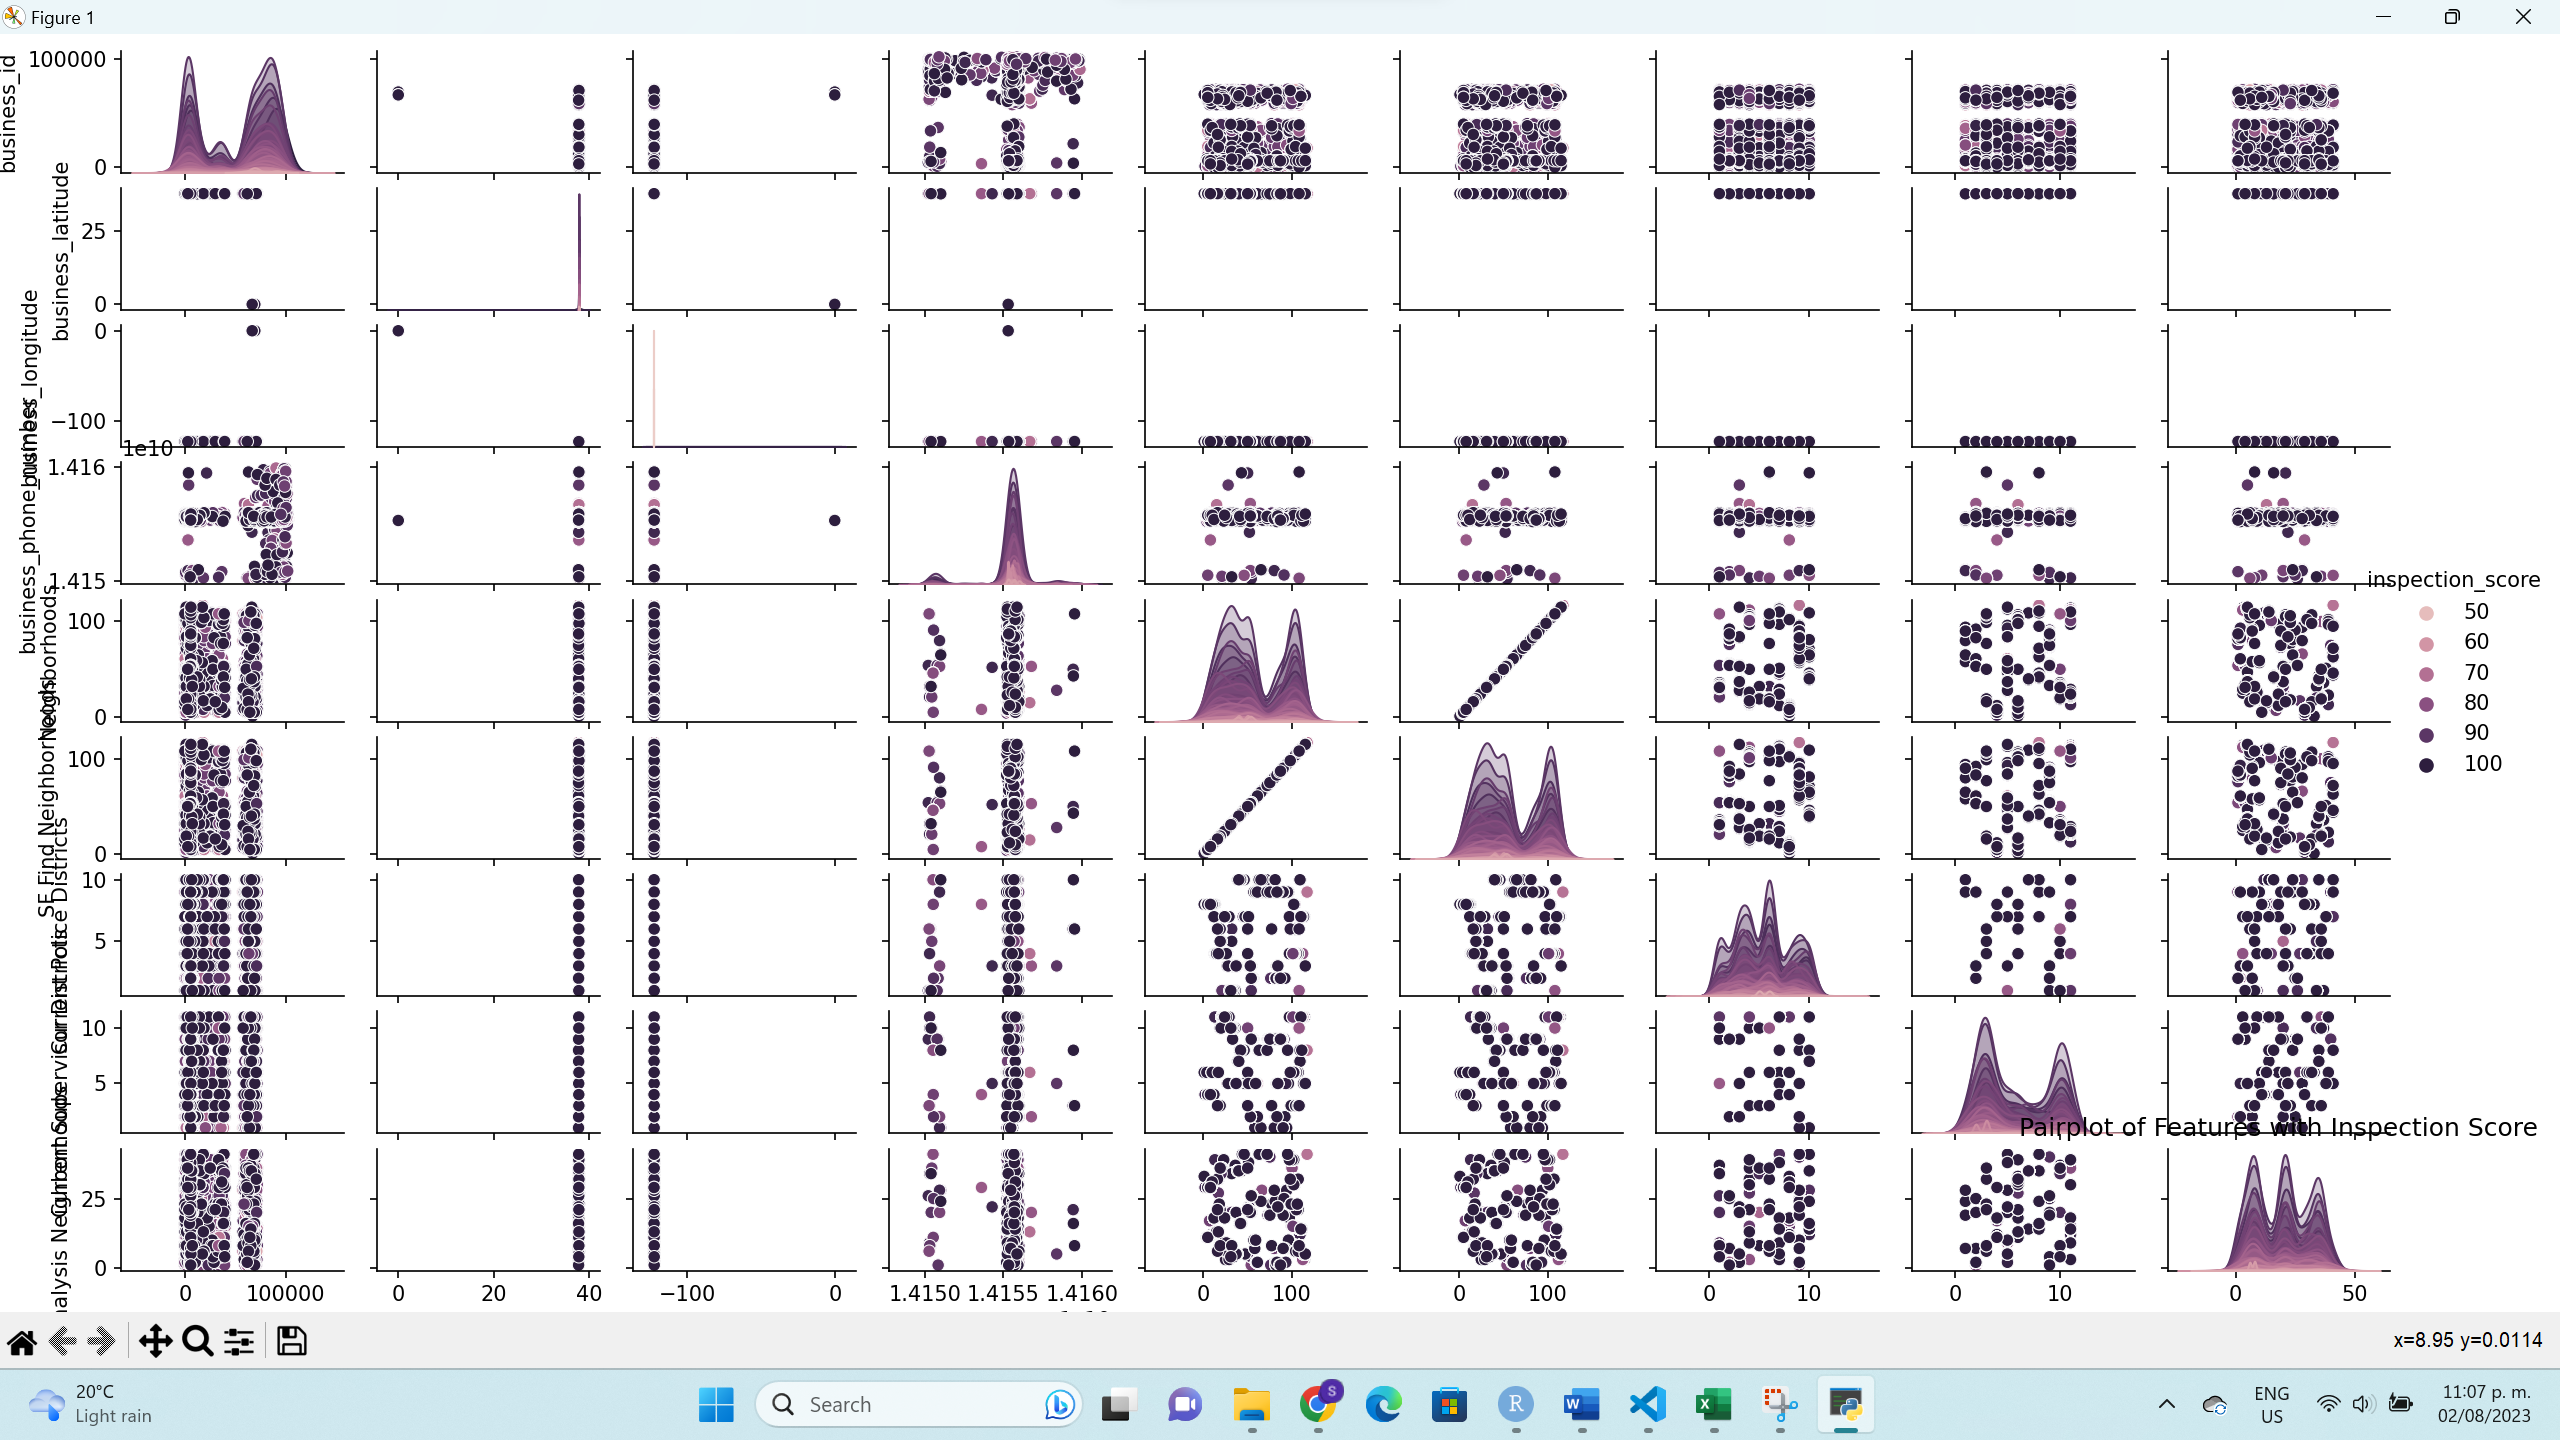 Figure 1
business_id
100000
0
business_latitude
25
0
business_longitude
0
−100
1e10
business_phone_number
1.416
1.415
Neighborhoods
100
0
SF Find Neighborhoods
100
0
Current Police Districts
10
5
Current Supervisor Districts
10
5
Analysis Neighborhoods
25
0
0 100000
0 20 40
−100 0
1.4150 1.4155 1.4160
0 100
0 100
0 10
0 10
0 50
inspection_score
50
60
70
80
90
100
Pairplot of Features with Inspection Score
x=8.95 y=0.0114
20°C
Light rain
Search
S
R
W
X
ENG
US
11:07 p. m.
02/08/2023